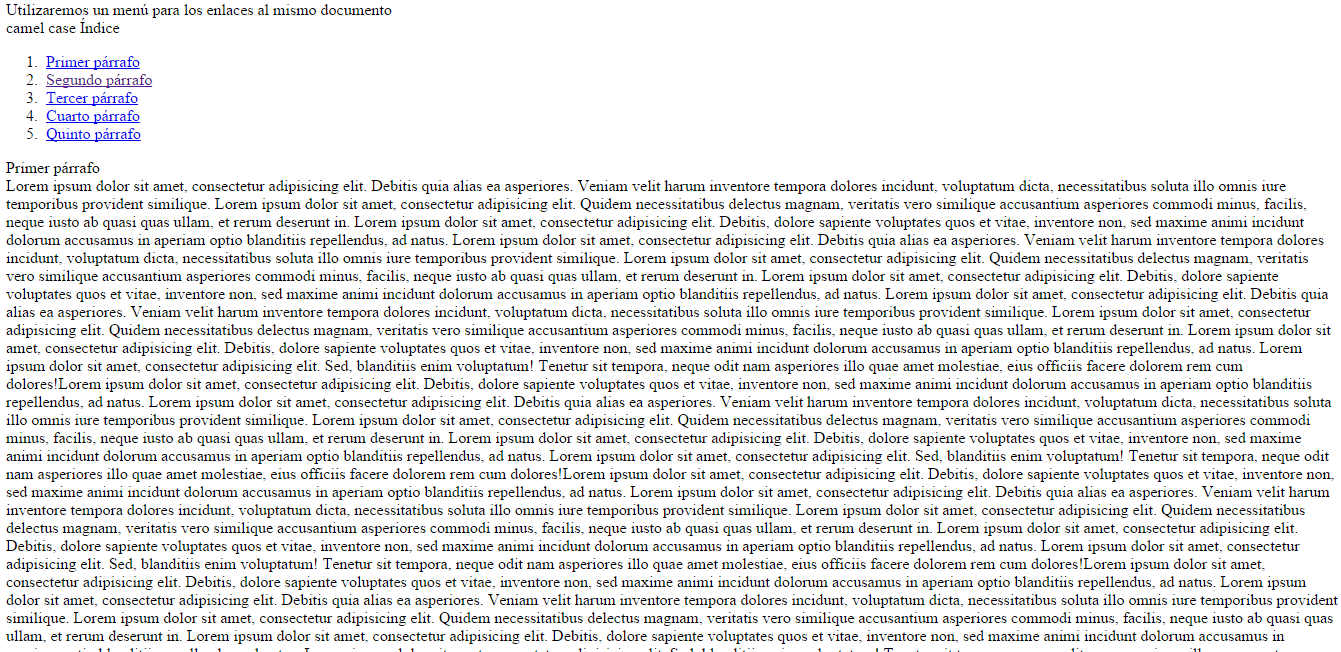 Utilizaremos un menú para los enlaces al mismo documento
camel case Índice
1. Primer párrafo
2. Segundo párrafo
3. Tercer párrafo
4. Cuarto párrafo
5. Quinto párrafo
Primer párrafo
Lorem ipsum dolor sit amet, consectetur adipisicing elit. Debitis quia alias ea asperiores. Veniam velit harum inventore tempora dolores incidunt, voluptatum dicta, necessitatibus soluta illo omnis iure
temporibus provident similique. Lorem ipsum dolor sit amet, consectetur adipisicing elit. Quidem necessitatibus delectus magnam, veritatis vero similique accusantium asperiores commodi minus, facilis,
neque iusto ab quasi quas ullam, et rerum deserunt in. Lorem ipsum dolor sit amet, consectetur adipisicing elit. Debitis, dolore sapiente voluptates quos et vitae, inventore non, sed maxime animi incidunt
dolorum accusamus in aperiam optio blanditiis repellendus, ad natus. Lorem ipsum dolor sit amet, consectetur adipisicing elit. Debitis quia alias ea asperiores. Veniam velit harum inventore tempora dolores
incidunt, voluptatum dicta, necessitatibus soluta illo omnis iure temporibus provident similique. Lorem ipsum dolor sit amet, consectetur adipisicing elit. Quidem necessitatibus delectus magnam, veritatis
vero similique accusantium asperiores commodi minus, facilis, neque iusto ab quasi quas ullam, et rerum deserunt in. Lorem ipsum dolor sit amet, consectetur adipisicing elit. Debitis, dolore sapiente
voluptates quos et vitae, inventore non, sed maxime animi incidunt dolorum accusamus in aperiam optio blanditiis repellendus, ad natus. Lorem ipsum dolor sit amet, consectetur adipisicing elit. Debitis quia
alias ea asperiores. Veniam velit harum inventore tempora dolores incidunt, voluptatum dicta, necessitatibus soluta illo omnis iure temporibus provident similique. Lorem ipsum dolor sit amet, consectetur
adipisicing elit. Quidem necessitatibus delectus magnam, veritatis vero similique accusantium asperiores commodi minus, facilis, neque iusto ab quasi quas ullam, et rerum deserunt in. Lorem ipsum dolor sit
amet, consectetur adipisicing elit. Debitis, dolore sapiente voluptates quos et vitae, inventore non, sed maxime animi incidunt dolorum accusamus in aperiam optio blanditiis repellendus, ad natus. Lorem
ipsum dolor sit amet, consectetur adipisicing elit. Sed, blanditiis enim voluptatum! Tenetur sit tempora, neque odit nam asperiores illo quae amet molestiae, eius officiis facere dolorem rem cum
dolores!Lorem ipsum dolor sit amet, consectetur adipisicing elit. Debitis, dolore sapiente voluptates quos et vitae, inventore non, sed maxime animi incidunt dolorum accusamus in aperiam optio blanditiis
repellendus, ad natus. Lorem ipsum dolor sit amet, consectetur adipisicing elit. Debitis quia alias ea asperiores. Veniam velit harum inventore tempora dolores incidunt, voluptatum dicta, necessitatibus soluta
illo omnis iure temporibus provident similique. Lorem ipsum dolor sit amet, consectetur adipisicing elit. Quidem necessitatibus delectus magnam, veritatis vero similique accusantium asperiores commodi
minus, facilis, neque iusto ab quasi quas ullam, et rerum deserunt in. Lorem ipsum dolor sit amet, consectetur adipisicing elit. Debitis, dolore sapiente voluptates quos et vitae, inventore non, sed maxime
animi incidunt dolorum accusamus in aperiam optio blanditiis repellendus, ad natus. Lorem ipsum dolor sit amet, consectetur adipisicing elit. Sed, blanditiis enim voluptatum! Tenetur sit tempora, neque odit
nam asperiores illo quae amet molestiae, eius officiis facere dolorem rem cum dolores!Lorem ipsum dolor sit amet, consectetur adipisicing elit. Debitis, dolore sapiente voluptates quos et vitae, inventore non,
sed maxime animi incidunt dolorum accusamus in aperiam optio blanditiis repellendus, ad natus. Lorem ipsum dolor sit amet, consectetur adipisicing elit. Debitis quia alias ea asperiores. Veniam velit harum
inventore tempora dolores incidunt, voluptatum dicta, necessitatibus soluta illo omnis iure temporibus provident similique. Lorem ipsum dolor sit amet, consectetur adipisicing elit. Quidem necessitatibus
delectus magnam, veritatis vero similique accusantium asperiores commodi minus, facilis, neque iusto ab quasi quas ullam, et rerum deserunt in. Lorem ipsum dolor sit amet, consectetur adipisicing elit.
Debitis, dolore sapiente voluptates quos et vitae, inventore non, sed maxime animi incidunt dolorum accusamus in aperiam optio blanditiis repellendus, ad natus. Lorem ipsum dolor sit amet, consectetur
adipisicing elit. Sed, blanditiis enim voluptatum! Tenetur sit tempora, neque odit nam asperiores illo quae amet molestiae, eius officiis facere dolorem rem cum dolores!Lorem ipsum dolor sit amet,
consectetur adipisicing elit. Debitis, dolore sapiente voluptates quos et vitae, inventore non, sed maxime animi incidunt dolorum accusamus in aperiam optio blanditiis repellendus, ad natus. Lorem ipsum
dolor sit amet, consectetur adipisicing elit. Debitis quia alias ea asperiores. Veniam velit harum inventore tempora dolores incidunt, voluptatum dicta, necessitatibus soluta illo omnis iure temporibus provident
similique. Lorem ipsum dolor sit amet, consectetur adipisicing elit. Quidem necessitatibus delectus magnam, veritatis vero similique accusantium asperiores commodi minus, facilis, neque iusto ab quasi quas
ullam, et rerum deserunt in. Lorem ipsum dolor sit amet, consectetur adipisicing elit. Debitis, dolore sapiente voluptates quos et vitae, inventore non, sed maxime animi incidunt dolorum accusamus in